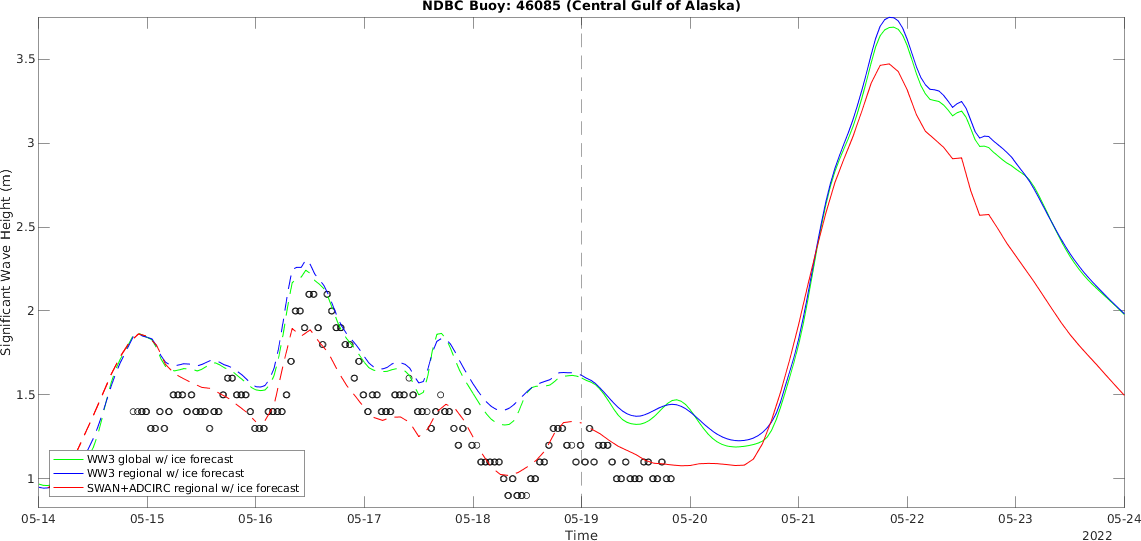 NDBC Buoy: 46085 (Central Gulf of Alaska)
Significant Wave Height (m)
3.5
3
2.5
2
1.5
1
WW3 global w/ ice forecast
WW3 regional w/ ice forecast
SWAN+ADCIRC regional w/ ice forecast
05-14 05-15 05-16 05-17 05-18 05-19 05-20 05-21 05-22 05-23 05-24
Time
2022